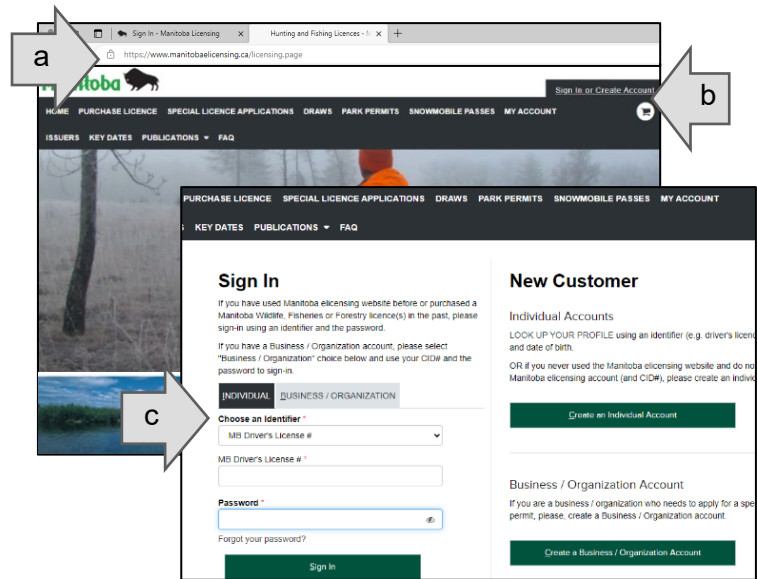 Sign In - Manitoba Licensing
Hunting and Fishing Licences -
https://www.manitobaelicensing.ca/licensing.page
a
b
Sign In or Create Account
HOME PURCHASE LICENCE SPECIAL LICENCE APPLICATIONS DRAWS PARK PERMITS SNOWMOBILE PASSES MY ACCOUNT
ISSUERS KEY DATES PUBLICATIONS FAQ
PURCHASE LICENCE SPECIAL LICENCE APPLICATIONS DRAWS PARK PERMITS SNOWMOBILE PASSES MY ACCOUNT
KEY DATES PUBLICATIONS FAQ
Sign In
If you have used Manitoba elicensing website before or purchased a
Manitoba Wildlife, Fisheries or Forestry licence(s) in the past, please
sign-in using an identifier and the password.
If you have a Business / Organization account, please select
"Business / Organization" choice below and use your CID# and the
password to sign-in.
INDIVIDUAL BUSINESS / ORGANIZATION
c
Choose an Identifier *
MB Driver's License #
MB Driver's License # *
Password *
Forgot your password?
Sign In
New Customer
Individual Accounts
LOOK UP YOUR PROFILE using an identifier (e.g. driver's
and date of birth.
OR if you never used the Manitoba elicensing website and do
Manitoba elicensing account (and CID#), please create an
Create an Individual Account
Business / Organization Account
If you are a business / organization who needs to apply for a
permit, please, create a Business / Organization account.
Create a Business / Organization Account